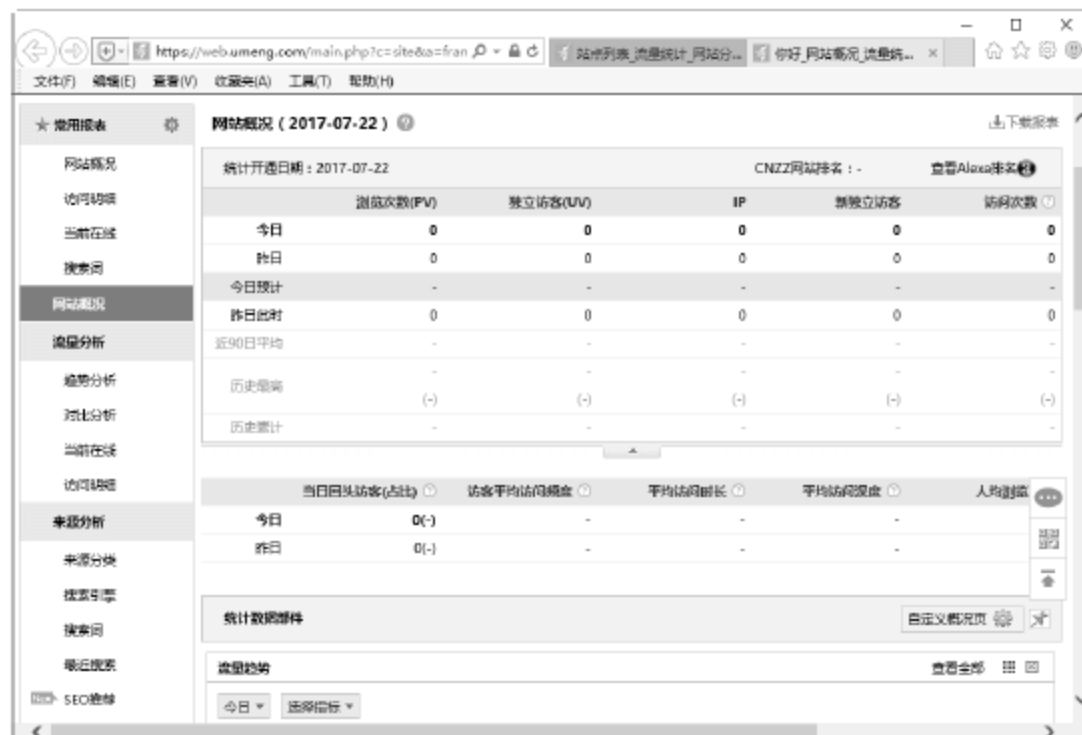 https://web.umeng.com/main.php?c=site&a=fran
站点列表_流量统计_网站分...
你好_网站概况_流量统...
文件(F) 编辑(E) 查看(V) 收藏夹(A) 工具(T) 帮助(H)
常用报表
网站概况
访问明细
当前在线
搜索词
网站概况
流量分析
趋势分析
对比分析
当前在线
访问明细
来源分析
来源分类
搜索引擎
搜索词
最近搜索
SEO推荐
网站概况 ( 2017-07-22 )
下载报表
统计开通日期：2017-07-22 CNZZ网站排名：- 查看Alexa排名
浏览次数(PV) 独立访客(UV) IP 新独立访客 访问次数
今日 0 0 0 0 0
昨日 0 0 0 0 0
今日预计 - - - - -
昨日此时 0 0 0 0 0
近90日平均 - - - - -
历史最高 - - - - -
(-) (-) (-) (-) (-)
历史累计 - - - - -
当日回头访客(占比) 访客平均访问频度 平均访问时长 平均访问深度 人均浏览
今日 0(-) - - -
昨日 0(-) - - -
统计数据部件 自定义概况页
流量趋势 查看全部
今日 选择指标